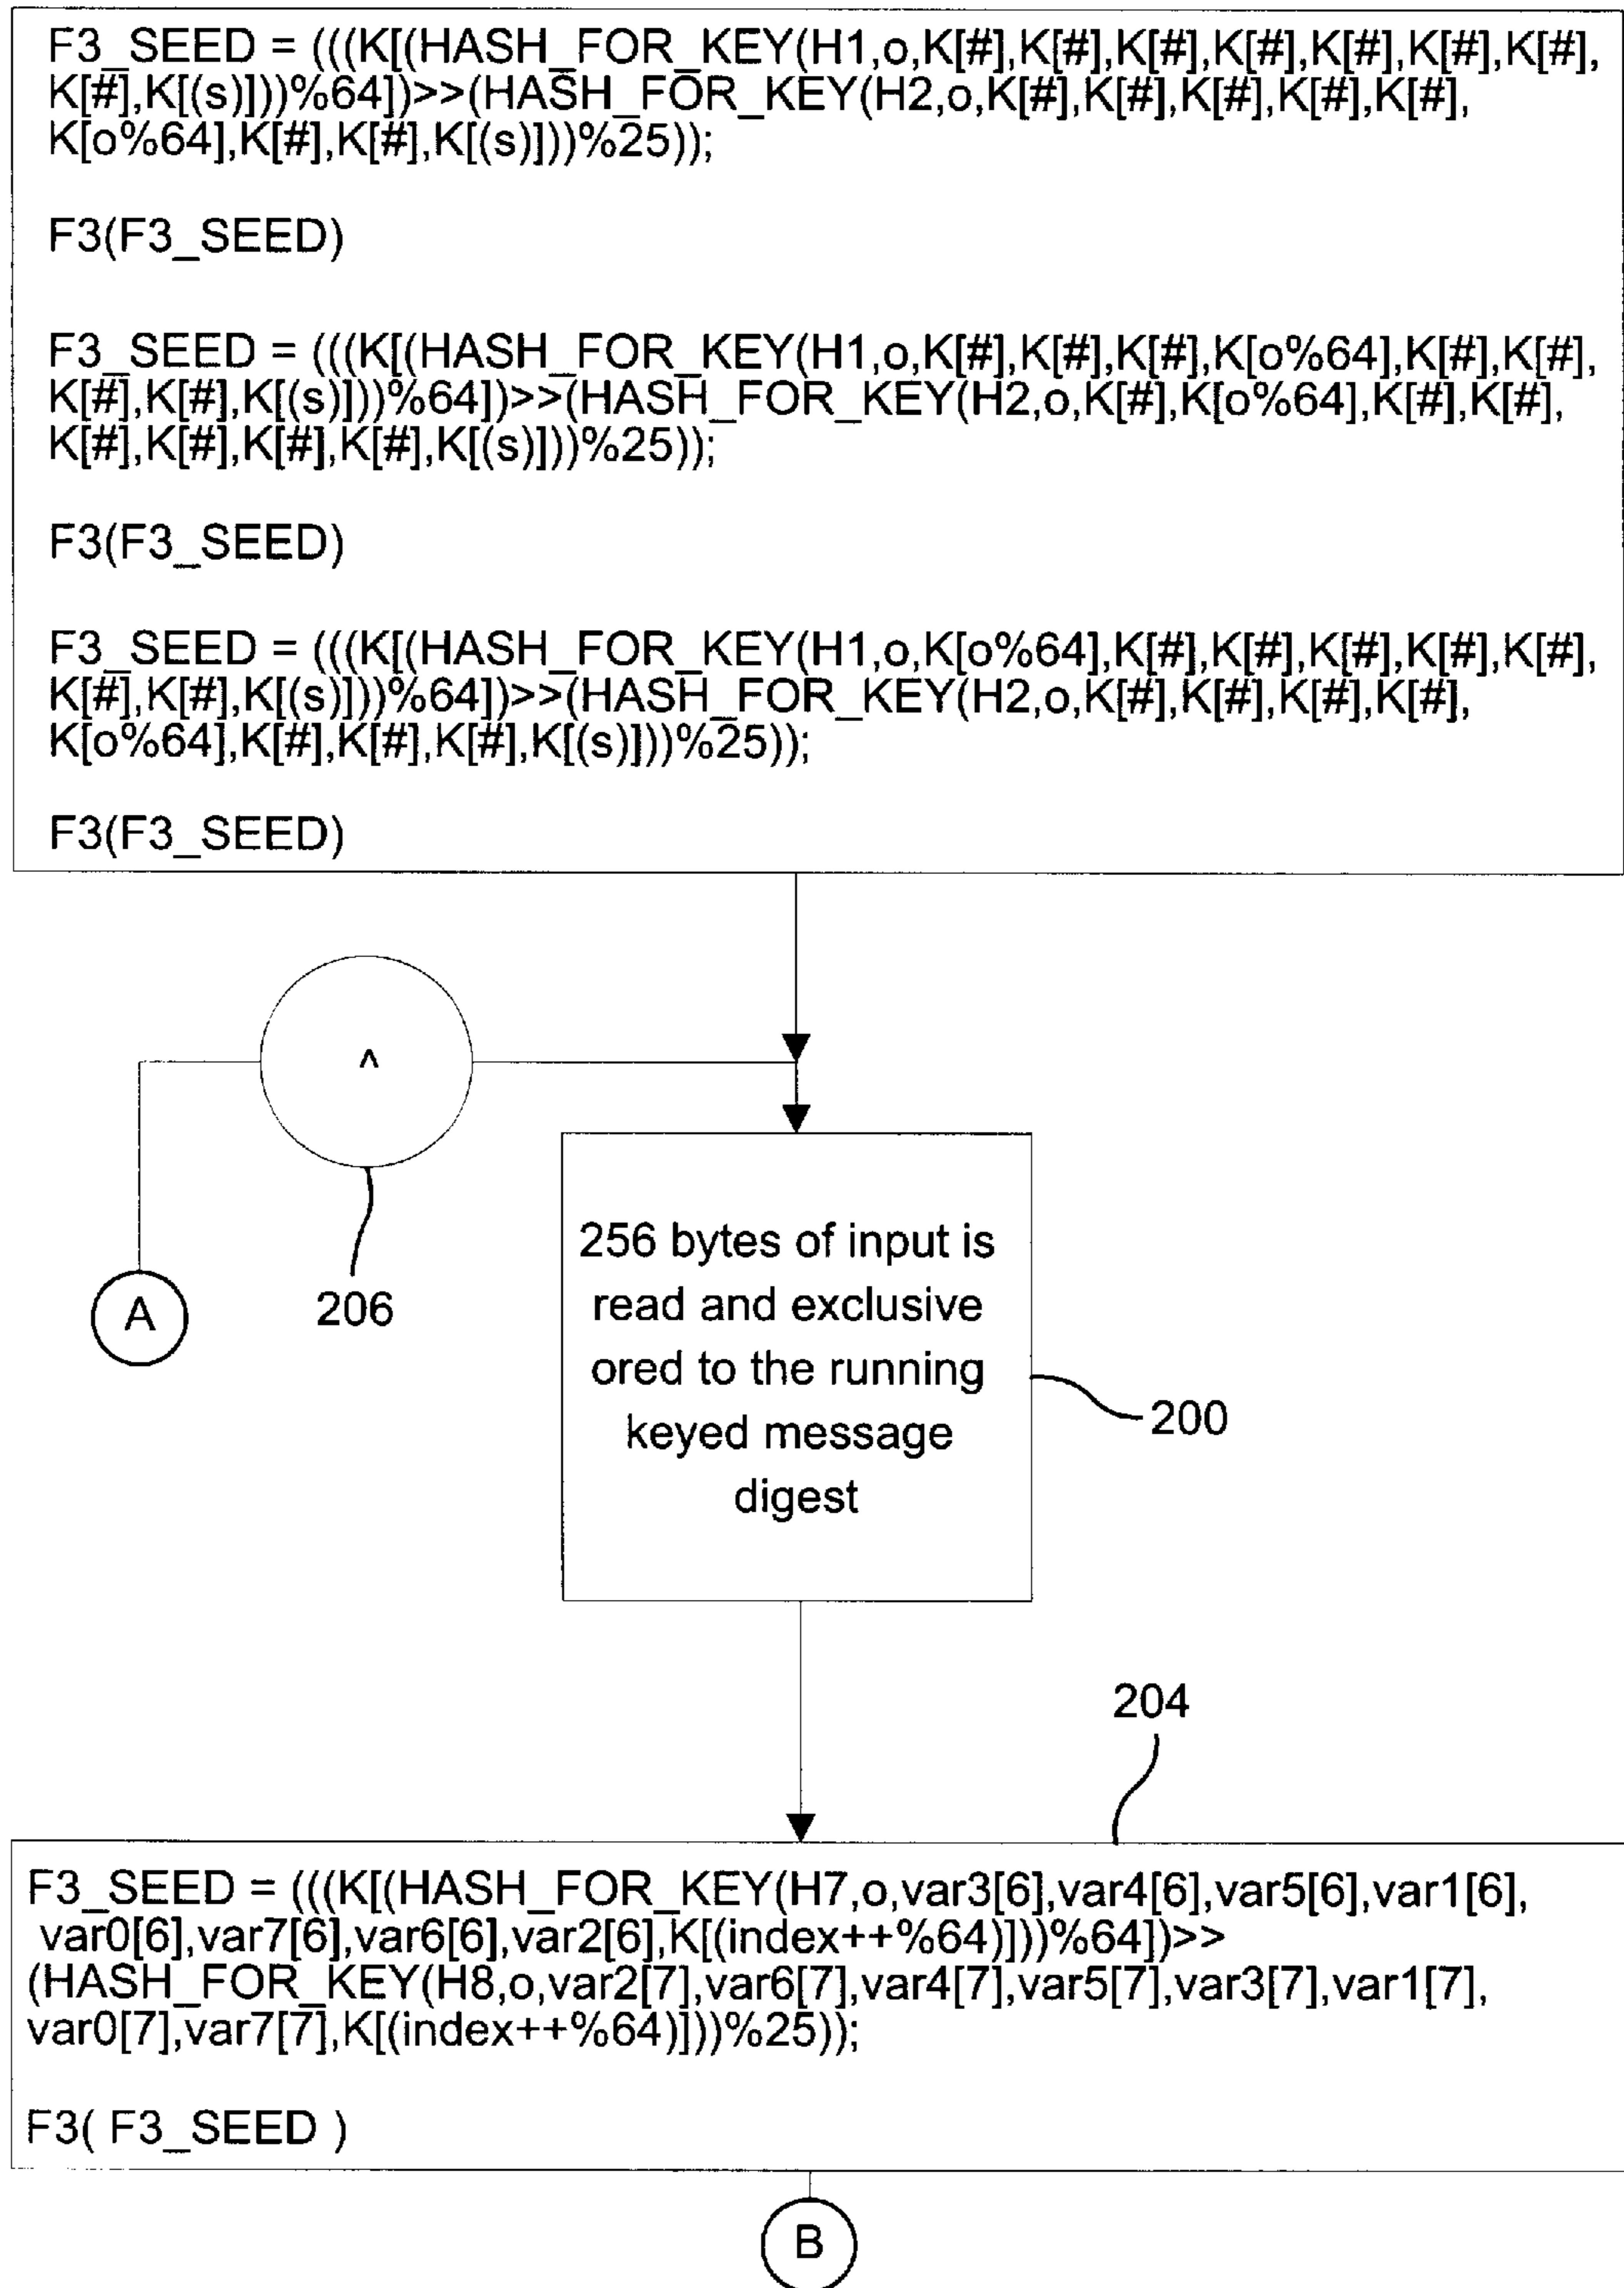 F3_SEED = (((K[(HASH_FOR_KEY(H1,o,K[#],K[#],K[#],K[#],K[#],K[#],K[#],
K[#],K[(s)]))%64])>>(HASH_FOR_KEY(H2,o,K[#],K[#],K[#],K[#],K[#],
K[o%64],K[#],K[#],K[(s)]))%25));
F3(F3_SEED)
F3_SEED = (((K[(HASH_FOR_KEY(H1,o,K[#],K[#],K[#],K[o%64],K[#],K[#],
K[#],K[#],K[(s)]))%64])>>(HASH_FOR_KEY(H2,o,K[#],K[o%64],K[#],K[#],
K[#],K[#],K[#],K[#],K[(s)]))%25));
F3(F3_SEED)
F3_SEED = (((K[(HASH_FOR_KEY(H1,o,K[o%64],K[#],K[#],K[#],K[#],K[#],
K[#],K[#],K[(s)]))%64])>>(HASH_FOR_KEY(H2,o,K[#],K[#],K[#],K[#],
K[o%64],K[#],K[#],K[#],K[(s)]))%25));
F3(F3_SEED)
^
A
206
256 bytes of input is
read and exclusive
ored to the running
keyed message
digest
200
204
F3_SEED = (((K[(HASH_FOR_KEY(H7,o,var3[6],var4[6],var5[6],var1[6],
var0[6],var7[6],var6[6],var2[6],K[(index++%64)]))%64])>>
(HASH_FOR_KEY(H8,o,var2[7],var6[7],var4[7],var5[7],var3[7],var1[7],
var0[7],var7[7],K[(index++%64)]))%25));
F3( F3_SEED )
B